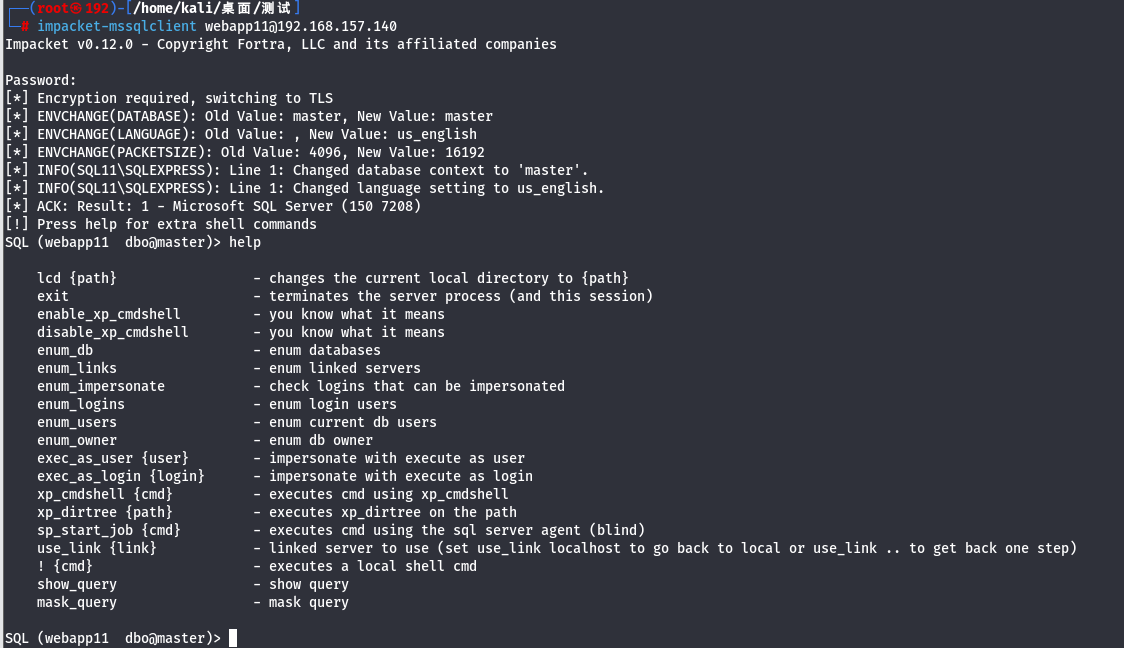 ┌──(root㉿192)-[/home/kali/桌面/测试]
└─# impacket-mssqlclient webapp11@192.168.157.140
Impacket v0.12.0 - Copyright Fortra, LLC and its affiliated companies
Password:
[*] Encryption required, switching to TLS
[*] ENVCHANGE(DATABASE): Old Value: master, New Value: master
[*] ENVCHANGE(LANGUAGE): Old Value: , New Value: us_english
[*] ENVCHANGE(PACKETSIZE): Old Value: 4096, New Value: 16192
[*] INFO(SQL11\SQLEXPRESS): Line 1: Changed database context to 'master'.
[*] INFO(SQL11\SQLEXPRESS): Line 1: Changed language setting to us_english.
[*] ACK: Result: 1 - Microsoft SQL Server (150 7208)
[!] Press help for extra shell commands
SQL (webapp11  dbo@master)> help
lcd {path} - changes the current local directory to {path}
exit - terminates the server process (and this session)
enable_xp_cmdshell - you know what it means
disable_xp_cmdshell - you know what it means
enum_db - enum databases
enum_links - enum linked servers
enum_impersonate - check logins that can be impersonated
enum_logins - enum login users
enum_users - enum current db users
enum_owner - enum db owner
exec_as_user {user} - impersonate with execute as user
exec_as_login {login} - impersonate with execute as login
xp_cmdshell {cmd} - executes cmd using xp_cmdshell
xp_dirtree {path} - executes xp_dirtree on the path
sp_start_job {cmd} - executes cmd using the sql server agent (blind)
use_link {link} - linked server to use (set use_link localhost to go back to local or use_link .. to get back one step)
! {cmd} - executes a local shell cmd
show_query - show query
mask_query - mask query
SQL (webapp11  dbo@master)>